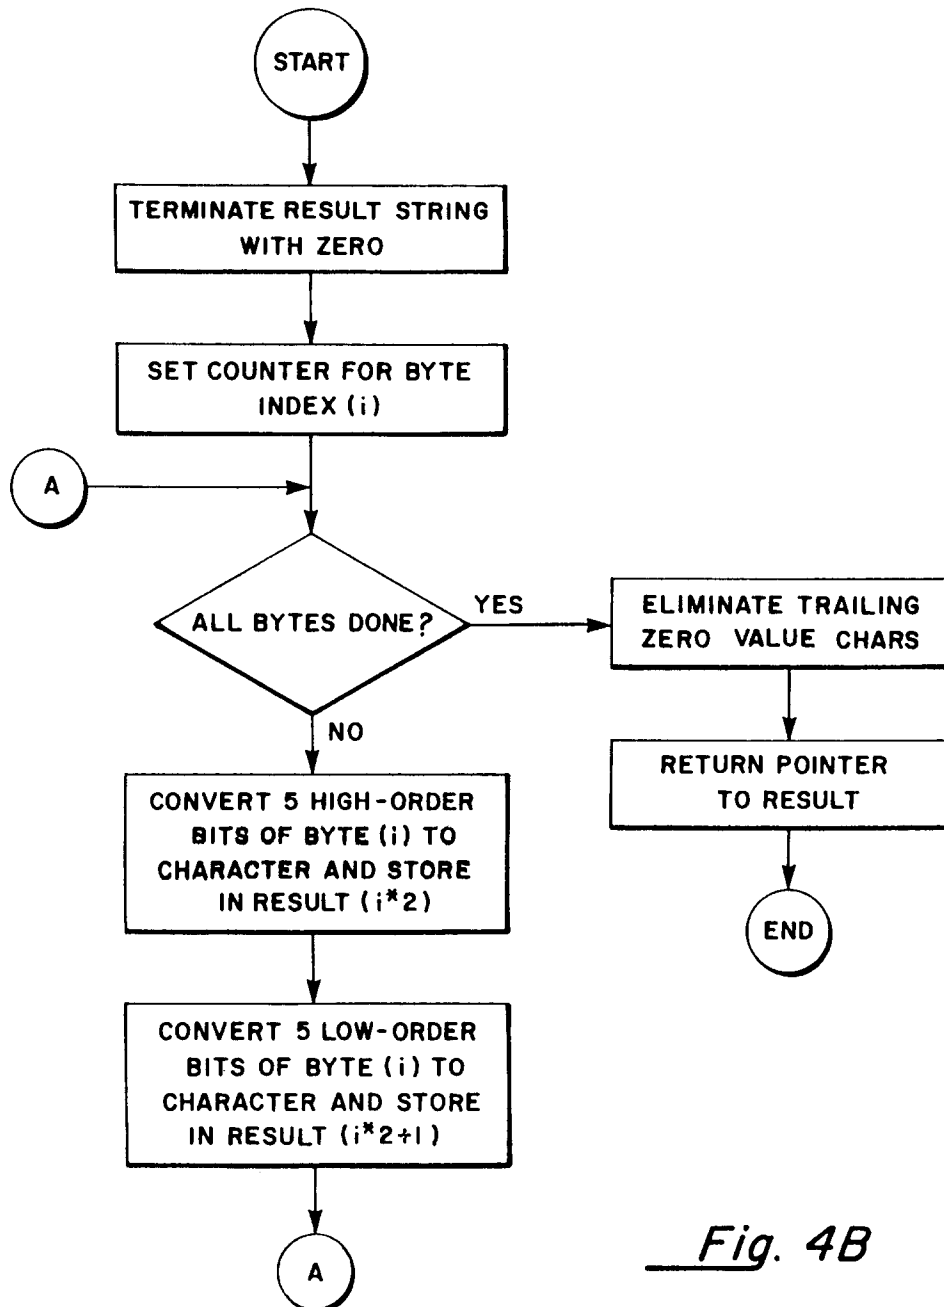 START
TERMINATE RESULT STRING
WITH ZERO
SET COUNTER FOR BYTE
INDEX (i)
A
ALL BYTES DONE?
YES
NO
ELIMINATE TRAILING
ZERO VALUE CHARS
RETURN POINTER
TO RESULT
END
CONVERT 5 HIGH-ORDER
BITS OF BYTE (i) TO
CHARACTER AND STORE
IN RESULT (i*2)
CONVERT 5 LOW-ORDER
BITS OF BYTE (i) TO
CHARACTER AND STORE
IN RESULT (i*2+1)
A
Fig. 4B